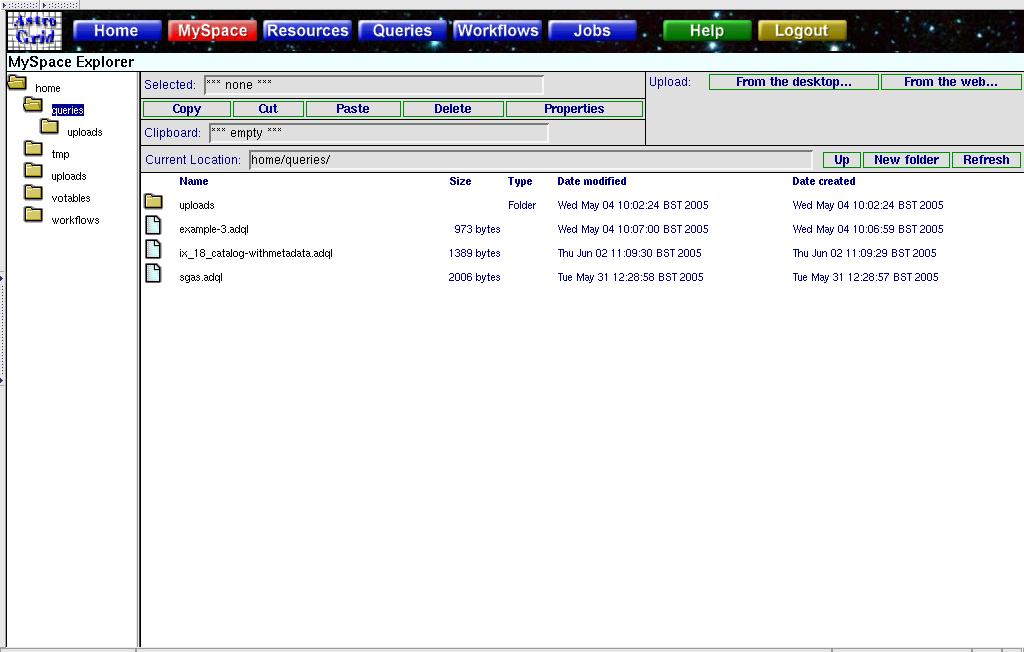 Astro Grid
Home MySpace Resources Queries Workflows Jobs Help Logout
MySpace Explorer
home
queries
uploads
tmp
uploads
votables
workflows
Selected: *** none ***
Upload: From the desktop... From the web...
Copy Cut Paste Delete Properties
Clipboard: *** empty ***
Current Location: home/queries/ Up New folder Refresh
Name Size Type Date modified Date created
uploads Folder Wed May 04 10:02:24 BST 2005 Wed May 04 10:02:24 BST 2005
example-3.adql 973 bytes Wed May 04 10:07:00 BST 2005 Wed May 04 10:06:59 BST 2005
ix_18_catalog-withmetadata.adql 1389 bytes Thu Jun 02 11:09:30 BST 2005 Thu Jun 02 11:09:29 BST 2005
sgas.adql 2006 bytes Tue May 31 12:28:58 BST 2005 Tue May 31 12:28:57 BST 2005